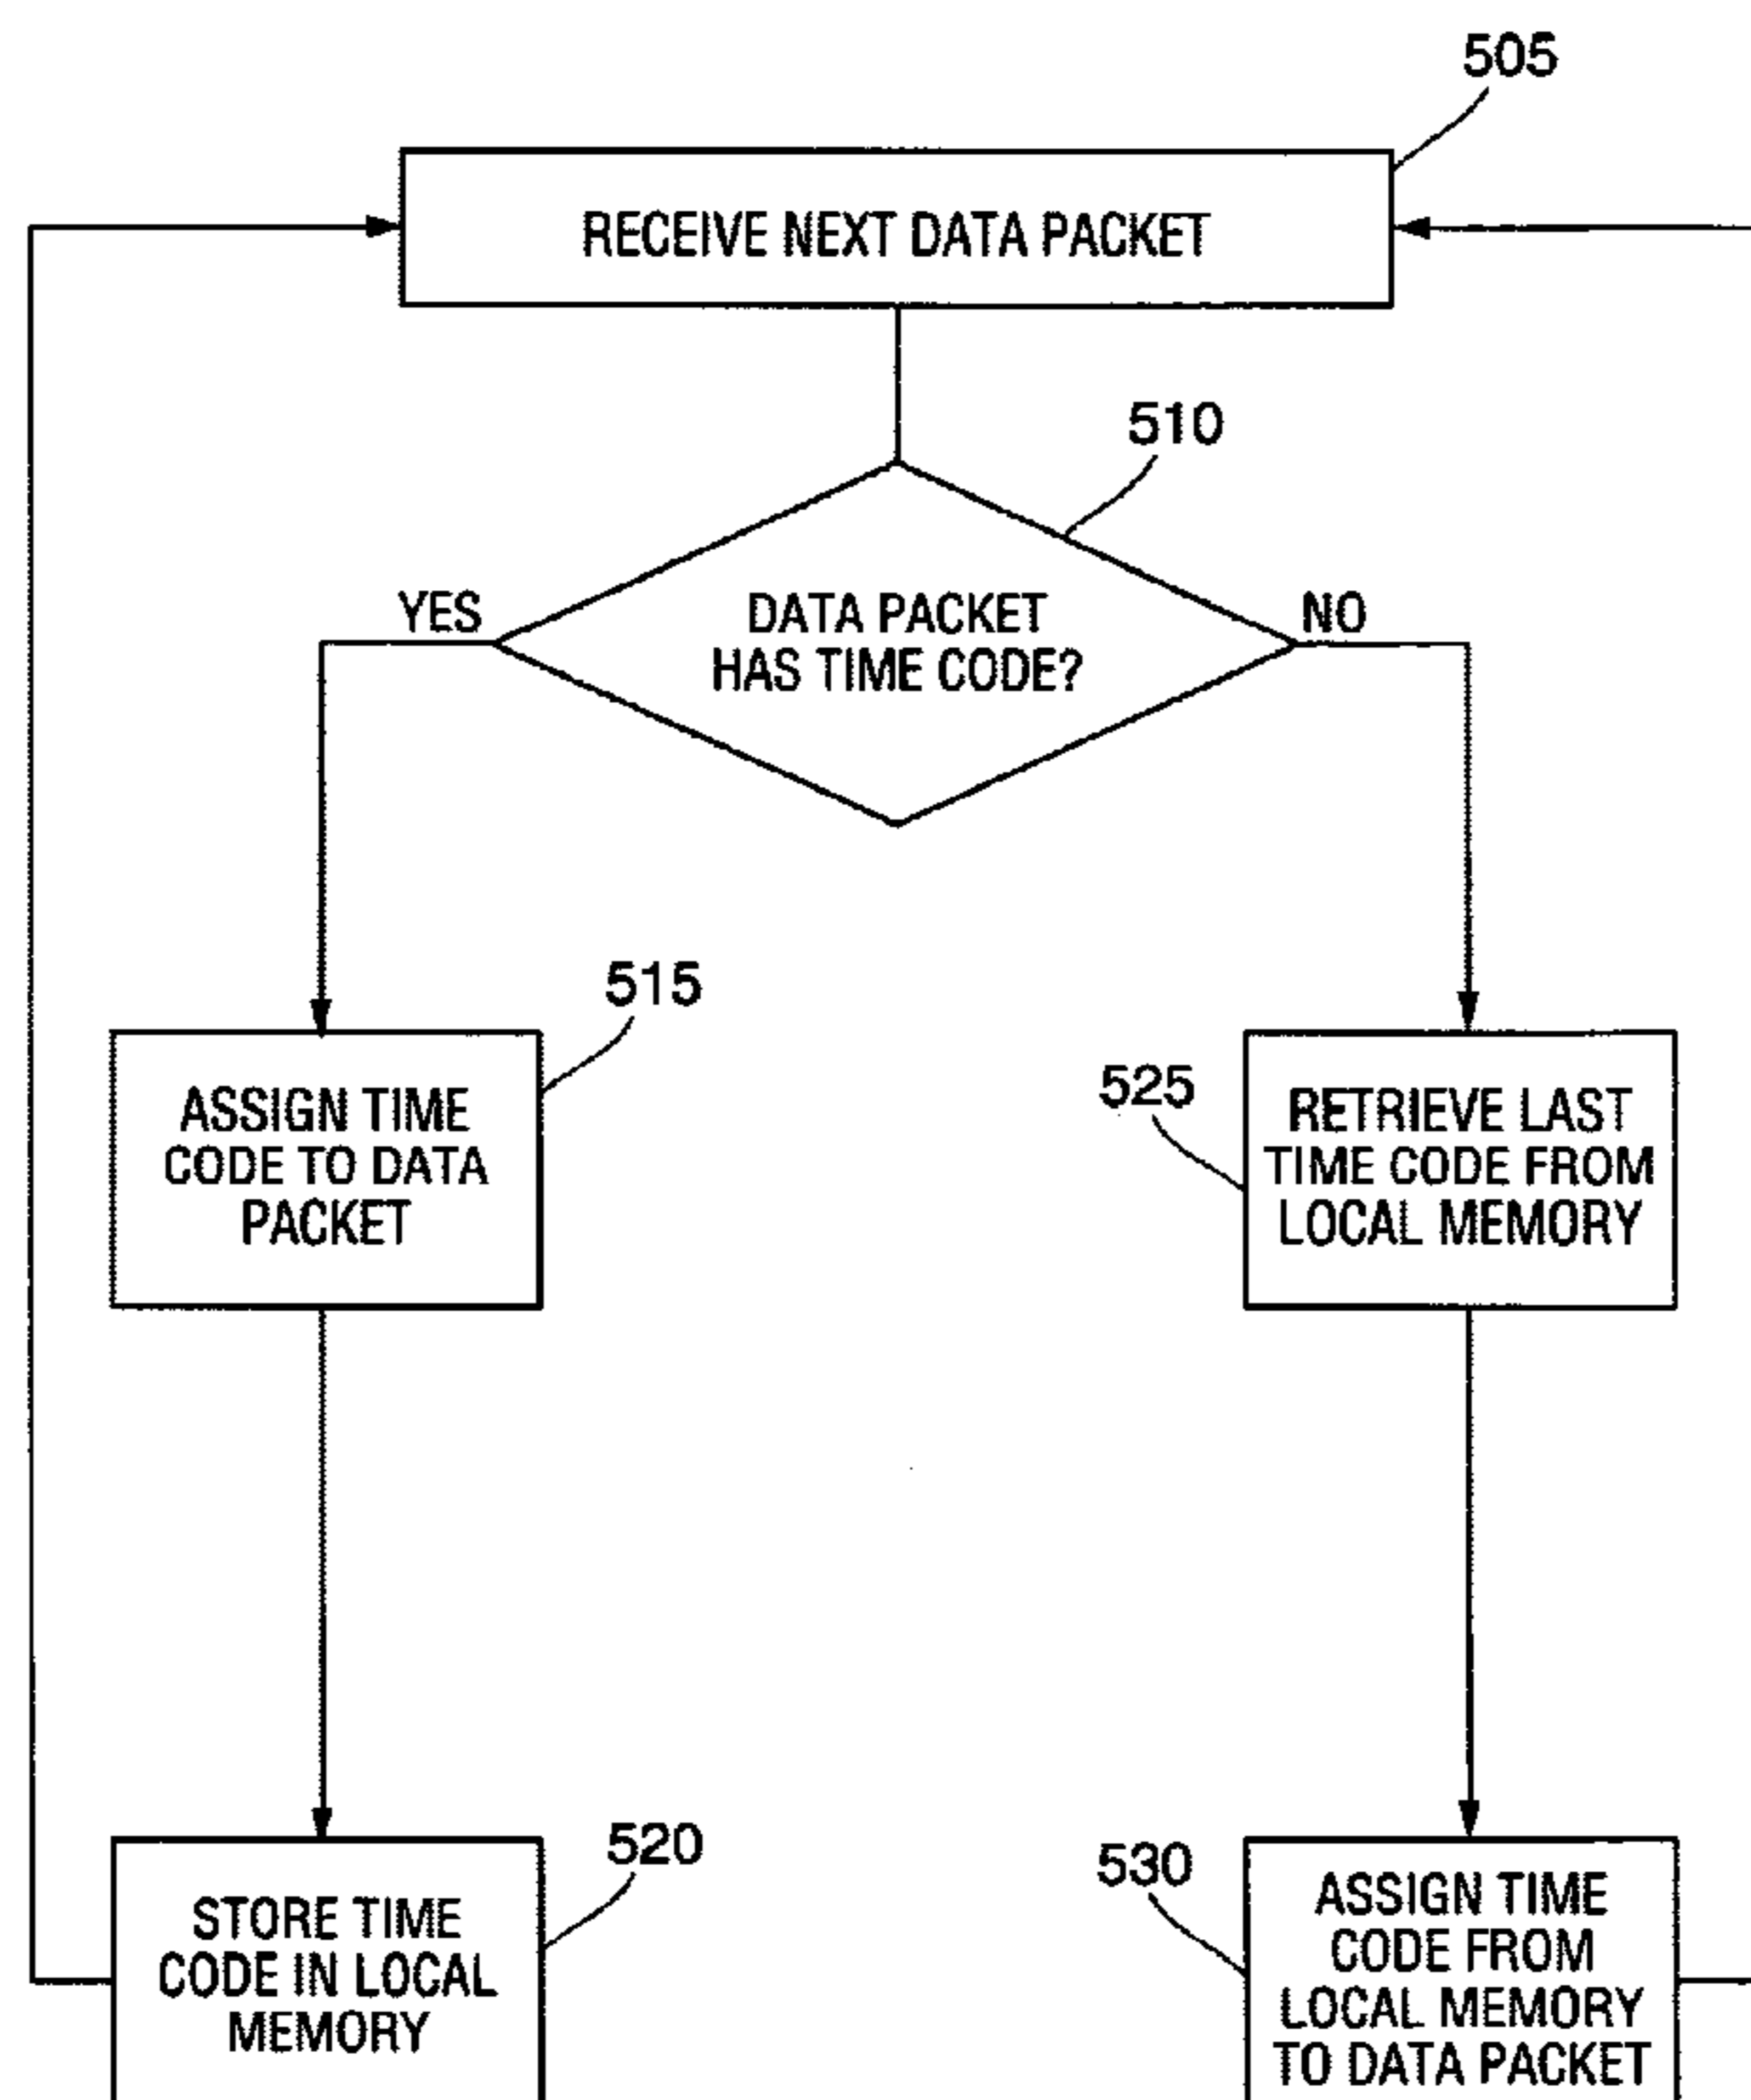 505
RECEIVE NEXT DATA PACKET
510
YES
DATA PACKET
HAS TIME CODE?
NO
515
ASSIGN TIME
CODE TO DATA
PACKET
525
RETRIEVE LAST
TIME CODE FROM
LOCAL MEMORY
520
STORE TIME
CODE IN LOCAL
MEMORY
530
ASSIGN TIME
CODE FROM
LOCAL MEMORY
TO DATA PACKET